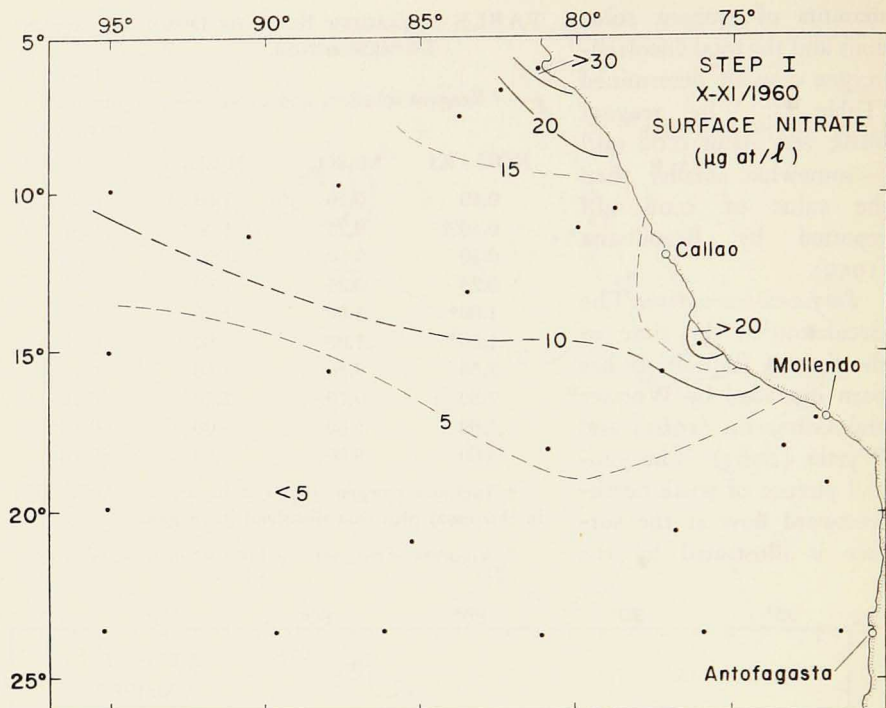 95° 90° 85° 80° 75°
5°
>30
STEP I
X-XI/1960
SURFACE NITRATE
(µg at/ℓ)
20
15
10°
Callao
>20
10
15°
Mollendo
5
<5
20°
Antofagasta
25°